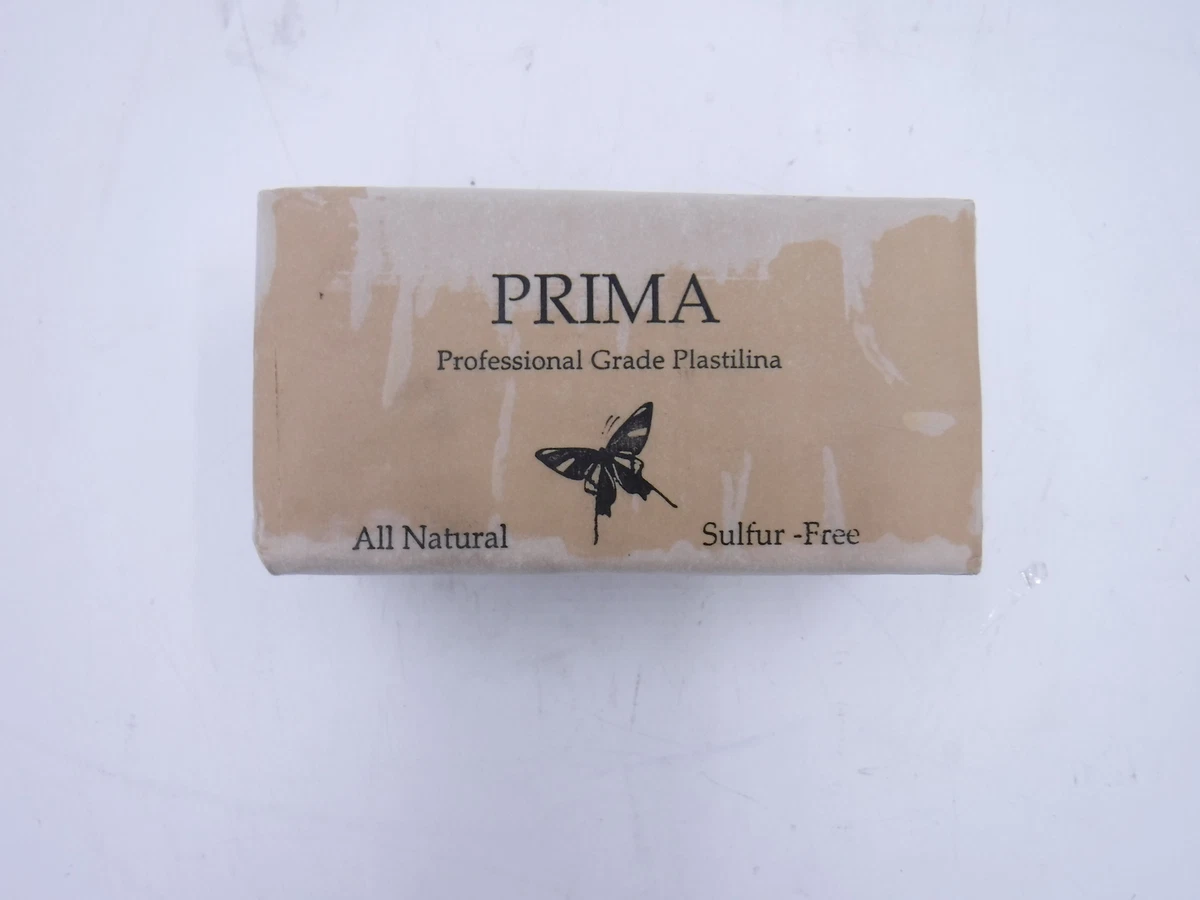 PRIMA
Professional Grade Plastilina
All Natural
Sulfur -Free